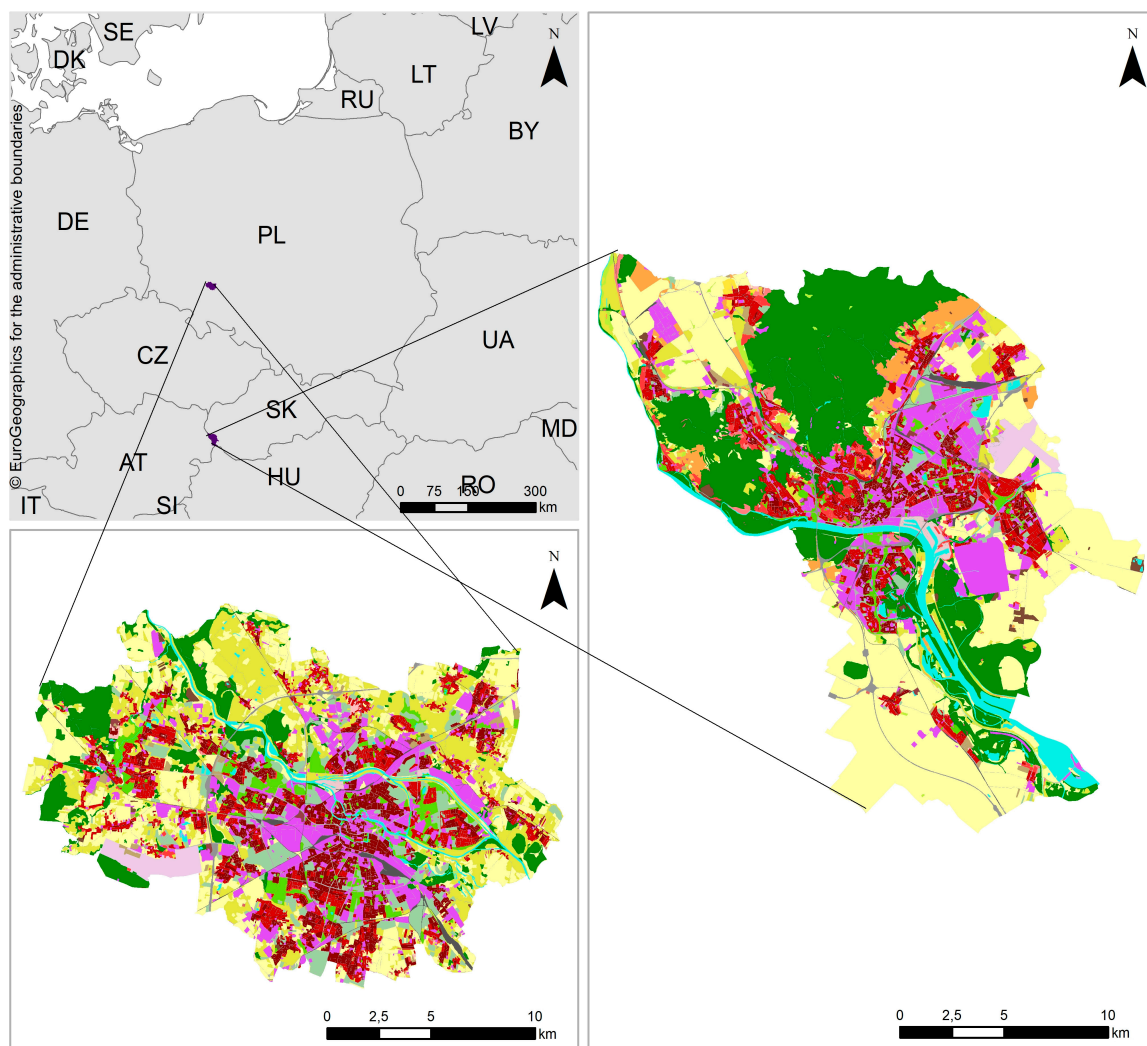 © EuroGeographics for the administrative boundaries
SE
LV
N
DK
LT
RU
BY
DE
PL
UA
CZ
SK
MD
AT
HU
RO
IT
SI
0 75 150 300
km
N
0 2,5 5 10
km
N
0 2,5 5 10
km